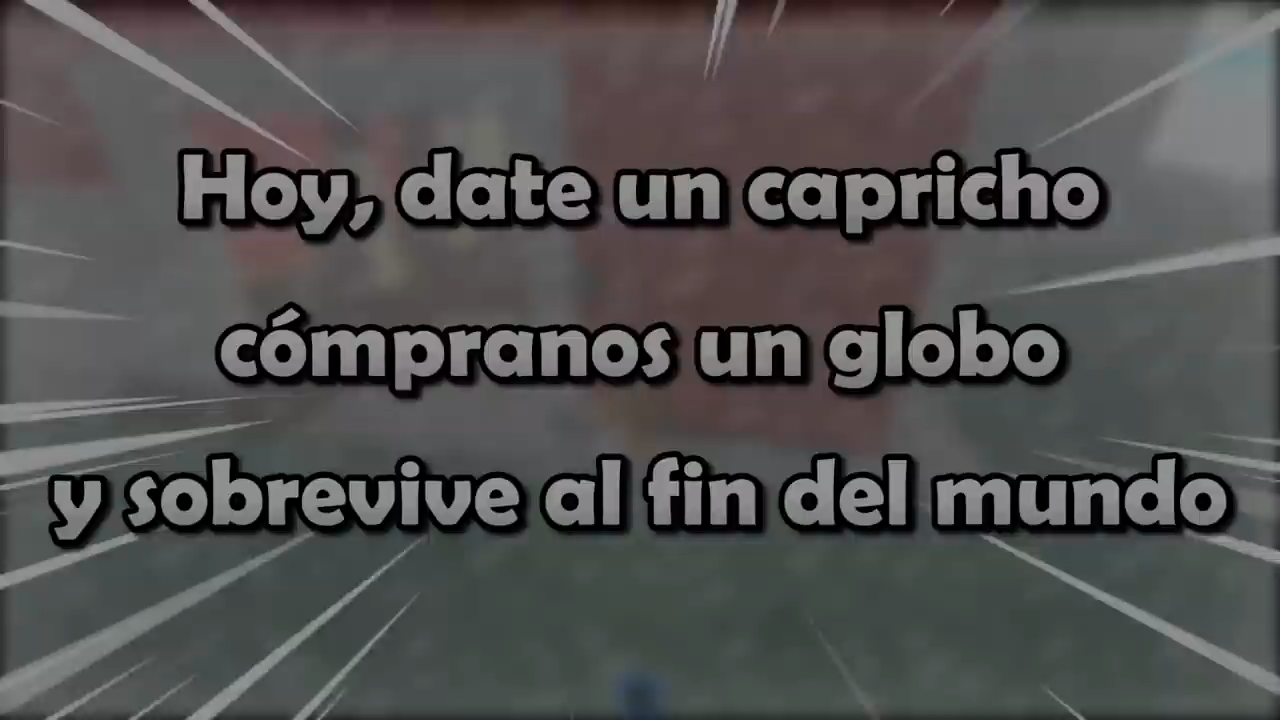 Hoy, date un capricho
cómpranos un globo
y sobrevive al fin del mundo